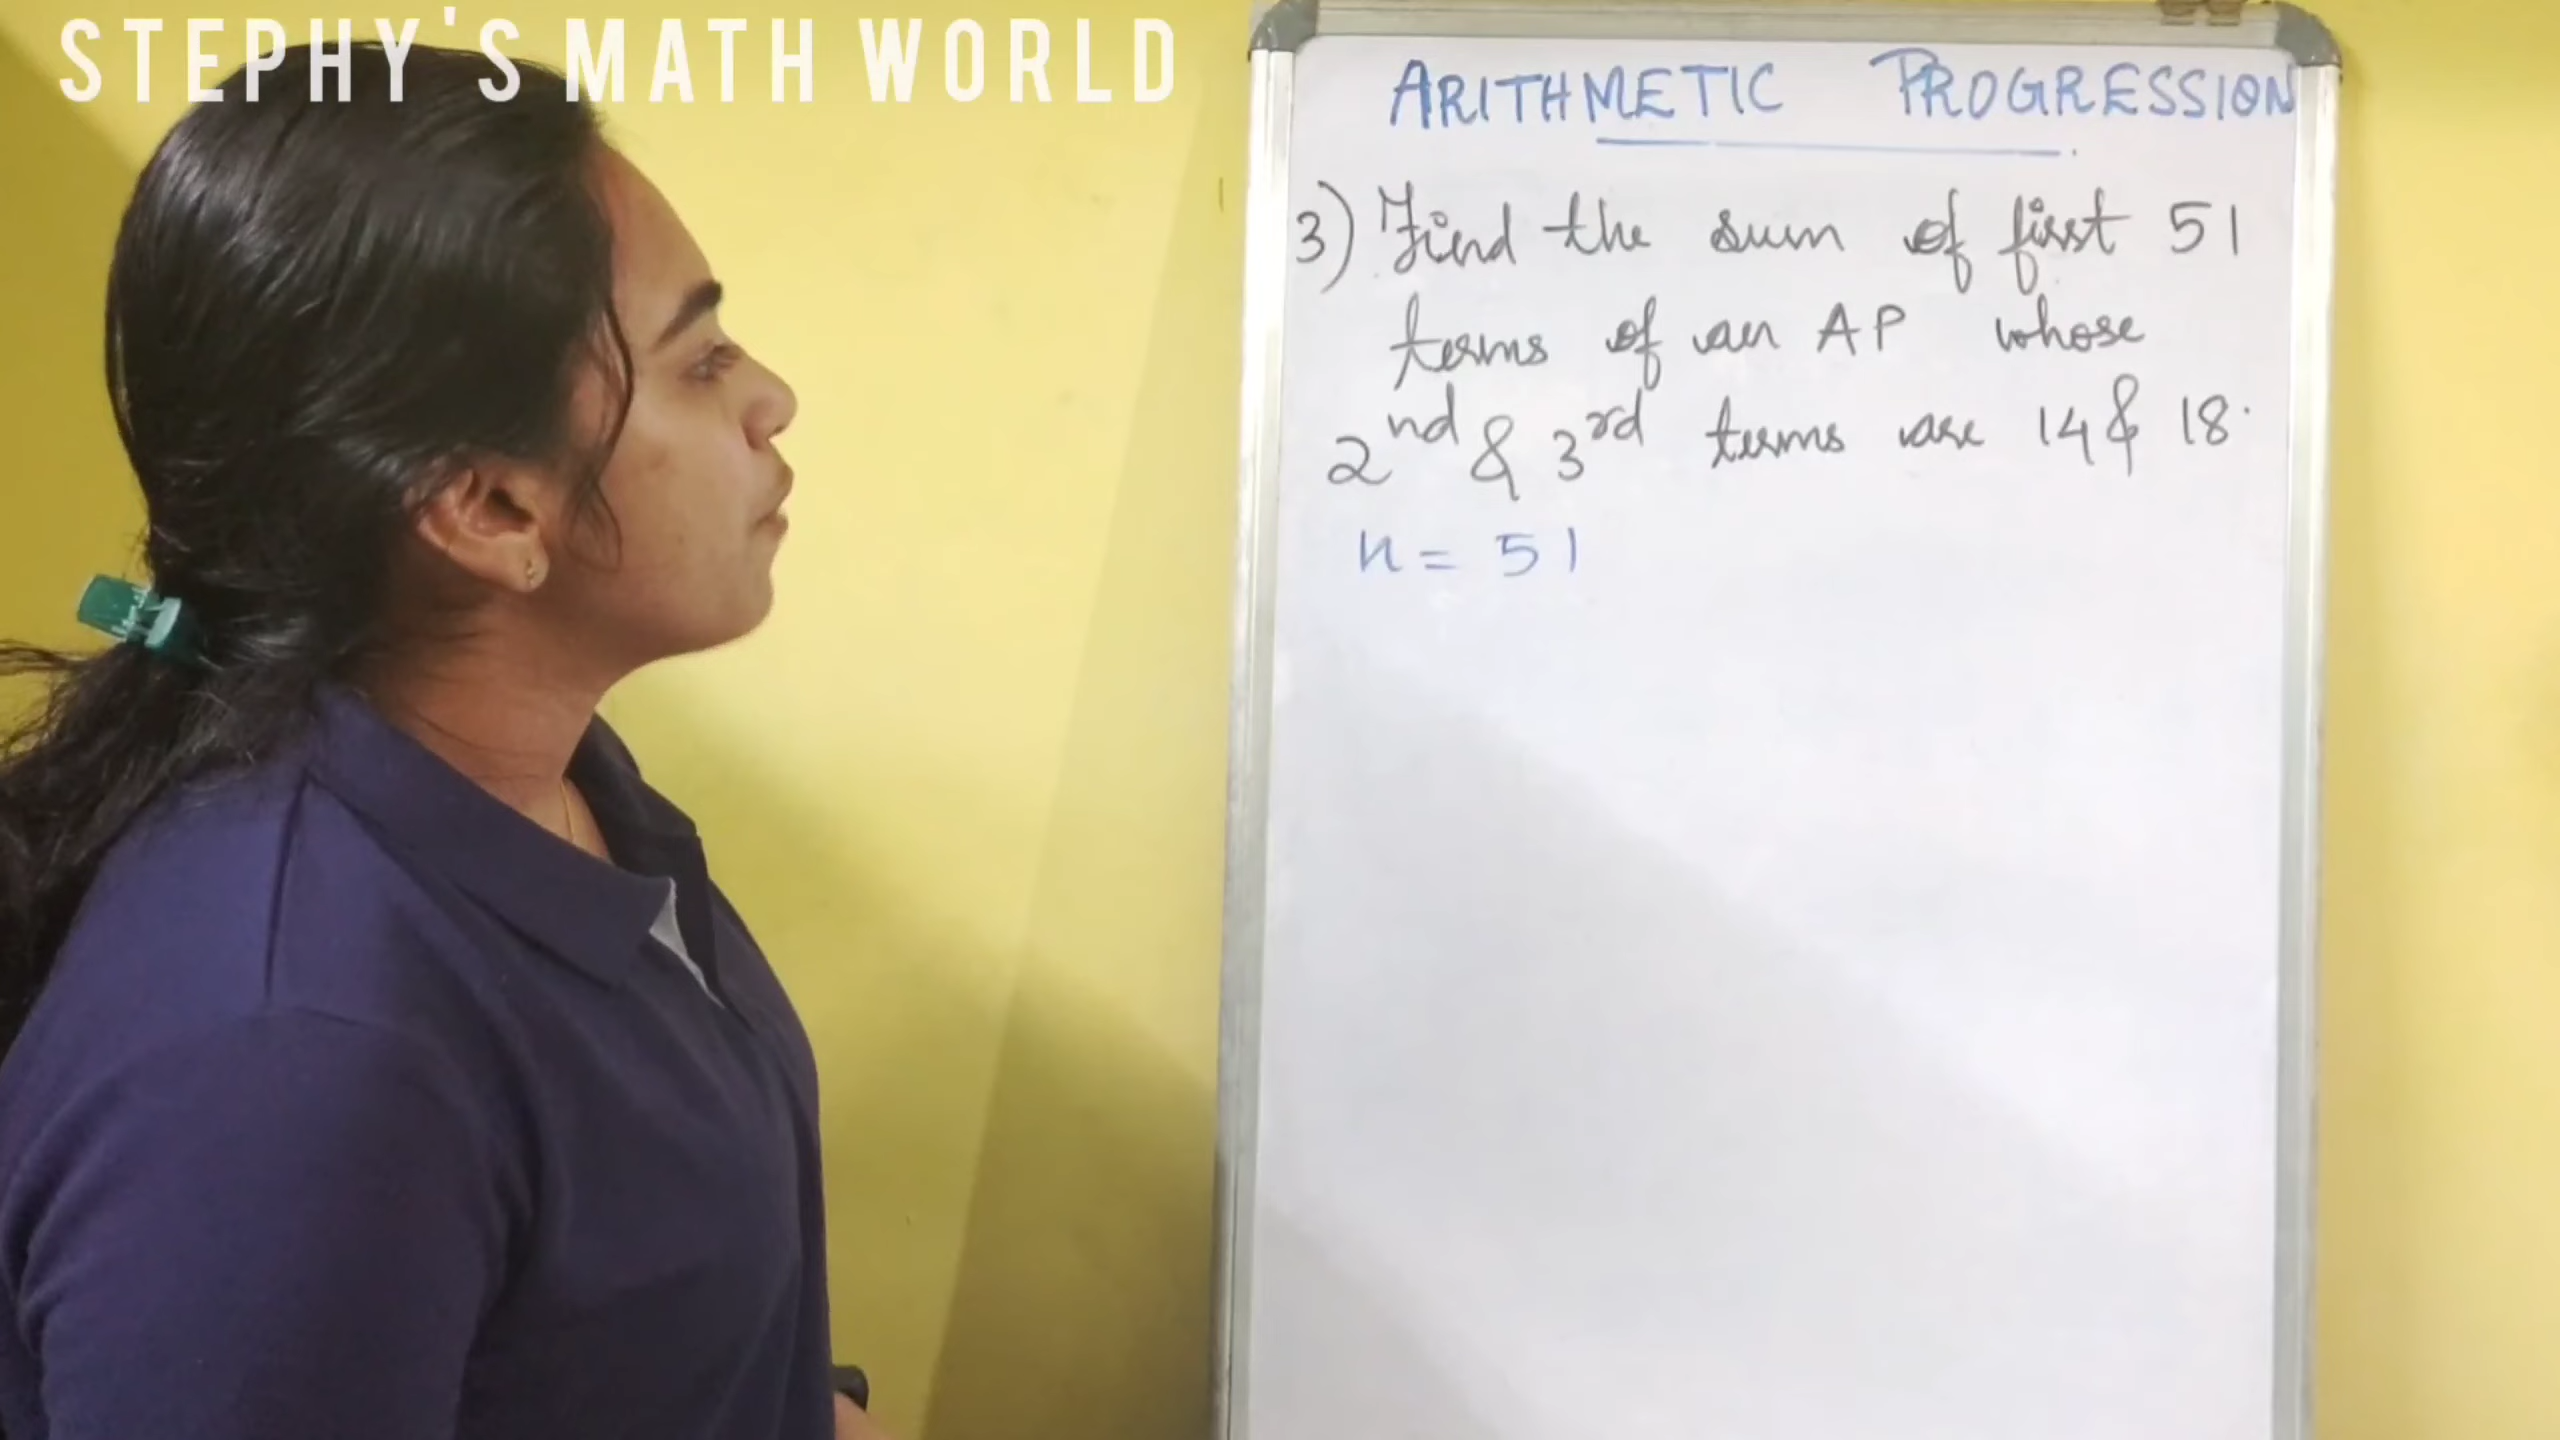 STEPHY'S MATH WORLD
ARITHMETIC PROGRESSION
3) Find the sum of first 51
terms of an AP whose
2nd & 3rd terms are 14 & 18.
n = 51